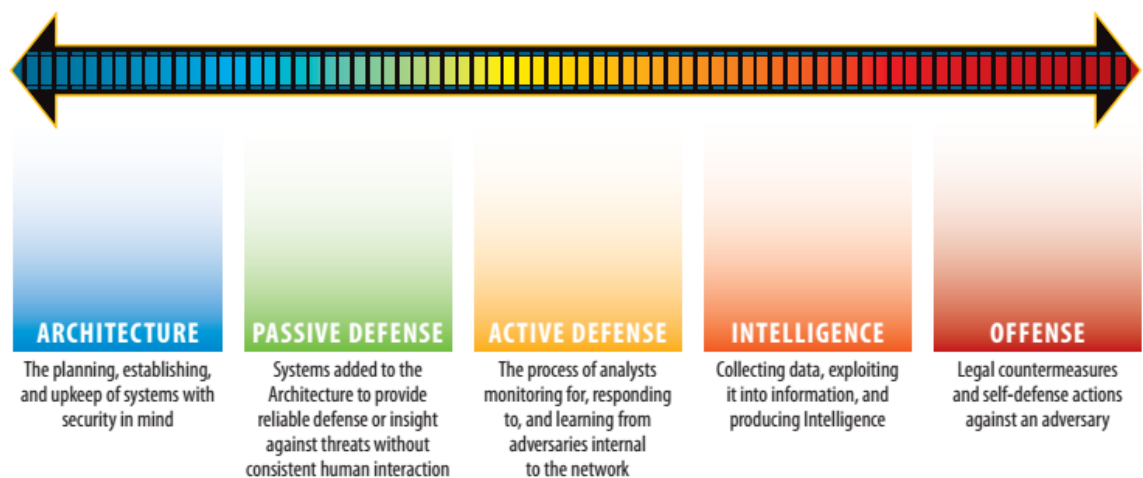 ARCHITECTURE
The planning, establishing,
and upkeep of systems with
security in mind
PASSIVE DEFENSE
Systems added to the
Architecture to provide
reliable defense or insight
against threats without
consistent human interaction
ACTIVE DEFENSE
The process of analysts
monitoring for, responding
to, and learning from
adversaries internal
to the network
INTELLIGENCE
Collecting data, exploiting
it into information, and
producing Intelligence
OFFENSE
Legal countermeasures
and self-defense actions
against an adversary